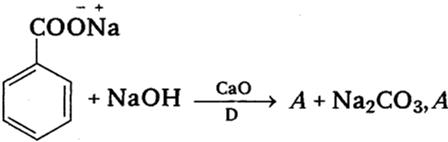 COONa
- +
+ NaOH CaO D → A + Na₂CO₃, A